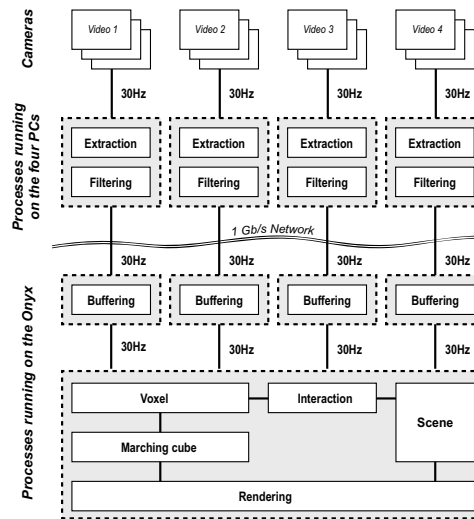 Cameras
Video 1
Video 2
Video 3
Video 4
30Hz
30Hz
30Hz
30Hz
Processes running
on the four PCs
Extraction
Extraction
Extraction
Extraction
Filtering
Filtering
Filtering
Filtering
1 Gb/s Network
30Hz
30Hz
30Hz
30Hz
Processes running on the Onyx
Buffering
Buffering
Buffering
Buffering
30Hz
30Hz
30Hz
30Hz
Voxel
Interaction
Scene
Marching cube
Rendering